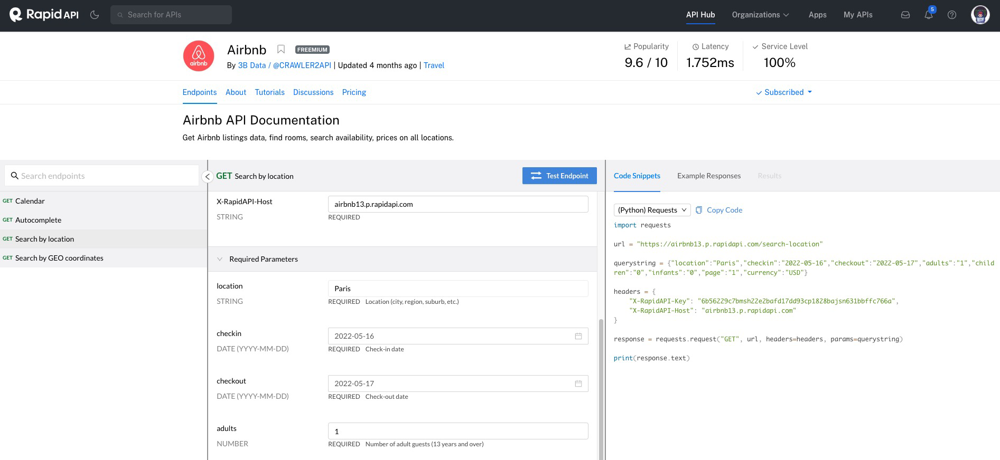 Rapid API
Search for APIs
API Hub
Organizations
Apps
My APIs
5
airbnb
Airbnb
FREEMIUM
By 3B Data / @CRAWLER2API | Updated 4 months ago | Travel
Popularity
9.6 / 10
Latency
1.752ms
Service Level
100%
Endpoints
About
Tutorials
Discussions
Pricing
Subscribed
Airbnb API Documentation
Get Airbnb listings data, find rooms, search availability, prices on all locations.
Search endpoints
GET Calendar
GET Autocomplete
GET Search by location
GET Search by GEO coordinates
GET Search by location
Test Endpoint
X-RapidAPI-Host
STRING
airbnb13.p.rapidapi.com
REQUIRED
Required Parameters
location
STRING
Paris
REQUIRED Location (city, region, suburb, etc.)
checkin
DATE (YYYY-MM-DD)
2022-05-16
REQUIRED Check-in date
checkout
DATE (YYYY-MM-DD)
2022-05-17
REQUIRED Check-out date
adults
NUMBER
1
REQUIRED Number of adult guests (13 years and over)
Code Snippets
Example Responses
Results
(Python) Requests
Copy Code
import requests
url = "https://airbnb13.p.rapidapi.com/search-location"
querystring = {"location":"Paris","checkin":"2022-05-16","checkout":"2022-05-17","adults":"1","child
ren":"0","infants":"0","page":"1","currency":"USD"}
headers = {
"X-RapidAPI-Key": "6b56229c7bmsh22e2bafd17dd93cp1828bajsn631bbffc766a",
"X-RapidAPI-Host": "airbnb13.p.rapidapi.com"
}
response = requests.request("GET", url, headers=headers, params=querystring)
print(response.text)